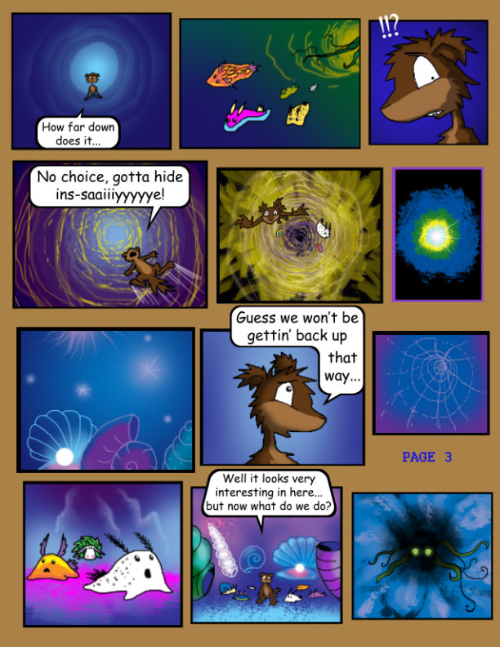 How far down
does it...
!!?
No choice, gotta hide
ins-saaiiiyyyyye!
Guess we won't be
gettin' back up
that
way...
PAGE 3
Well it looks very
interesting in here...
but now what do we do?